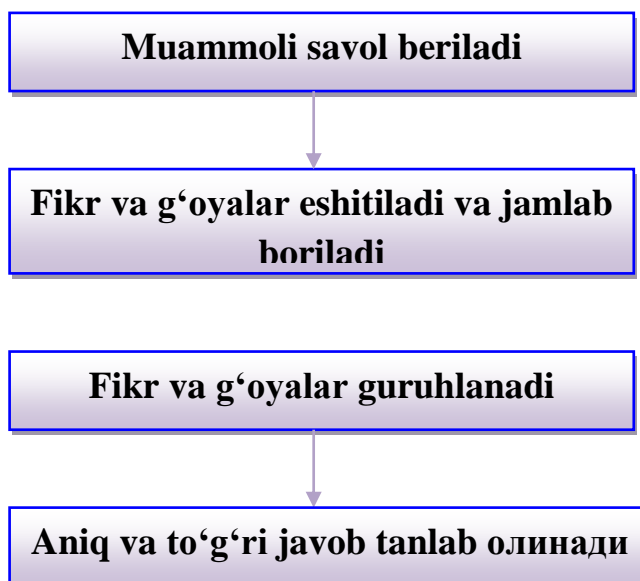 Muammoli savol beriladi
Fikr va g‘oyalar eshitiladi va jamlab
boriladi
Fikr va g‘oyalar guruhlanadi
Aniq va to‘g‘ri javob tanlab олинади